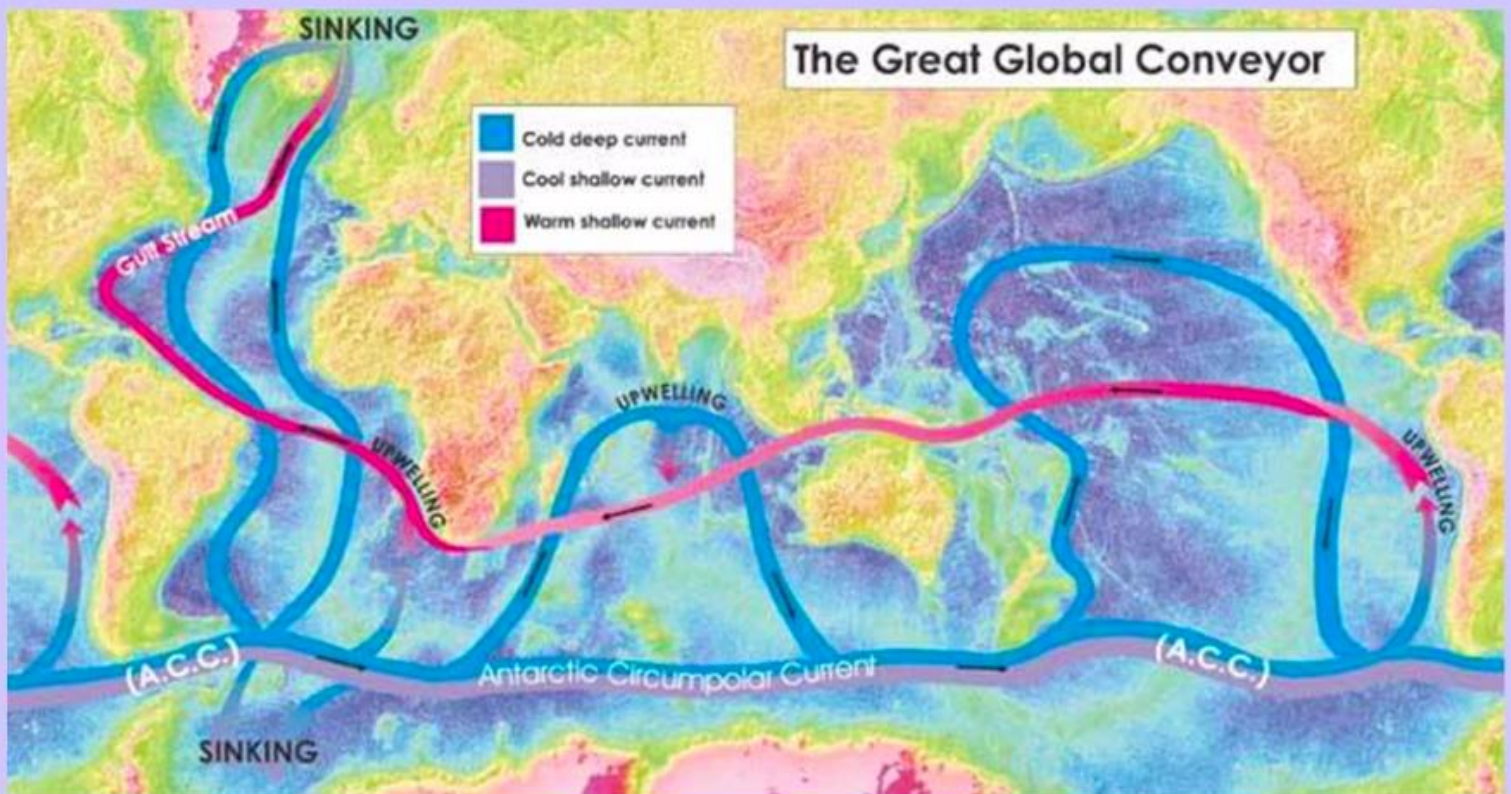 SINKING
The Great Global Conveyor
Cold deep current
Cool shallow current
Warm shallow current
Gulf Stream
UPWELLING
UPWELLING
UPWELLING
(A.C.C.)
Antarctic Circumpolar Current
(A.C.C.)
SINKING